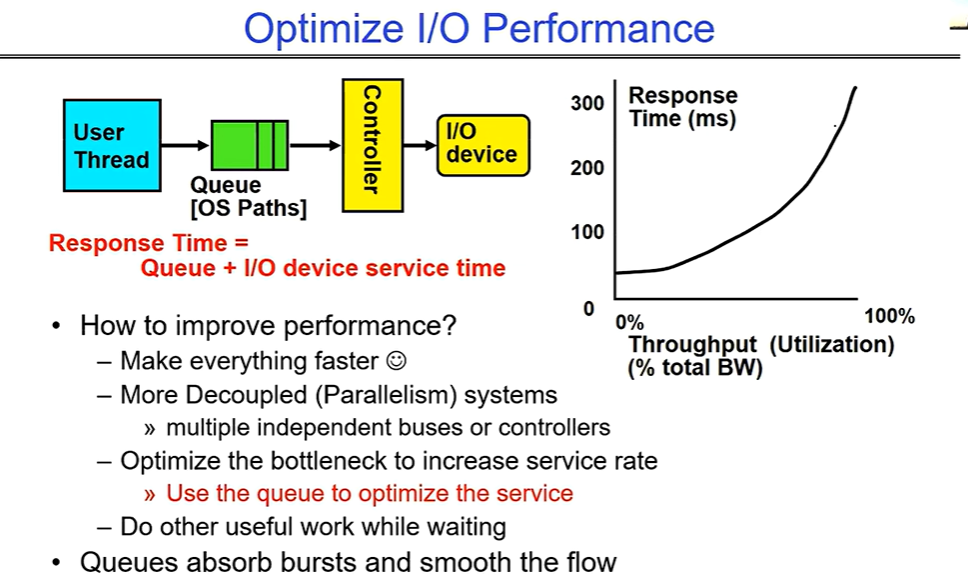 Optimize I/O Performance
User
Thread
Queue
[OS Paths]
Controller
I/O
device
Response Time =
Queue + I/O device service time
300
200
100
0
Response
Time (ms)
0%
100%
Throughput (Utilization)
(% total BW)
• How to improve performance?
– Make everything faster ☺
– More Decoupled (Parallelism) systems
» multiple independent buses or controllers
– Optimize the bottleneck to increase service rate
» Use the queue to optimize the service
– Do other useful work while waiting
• Queues absorb bursts and smooth the flow